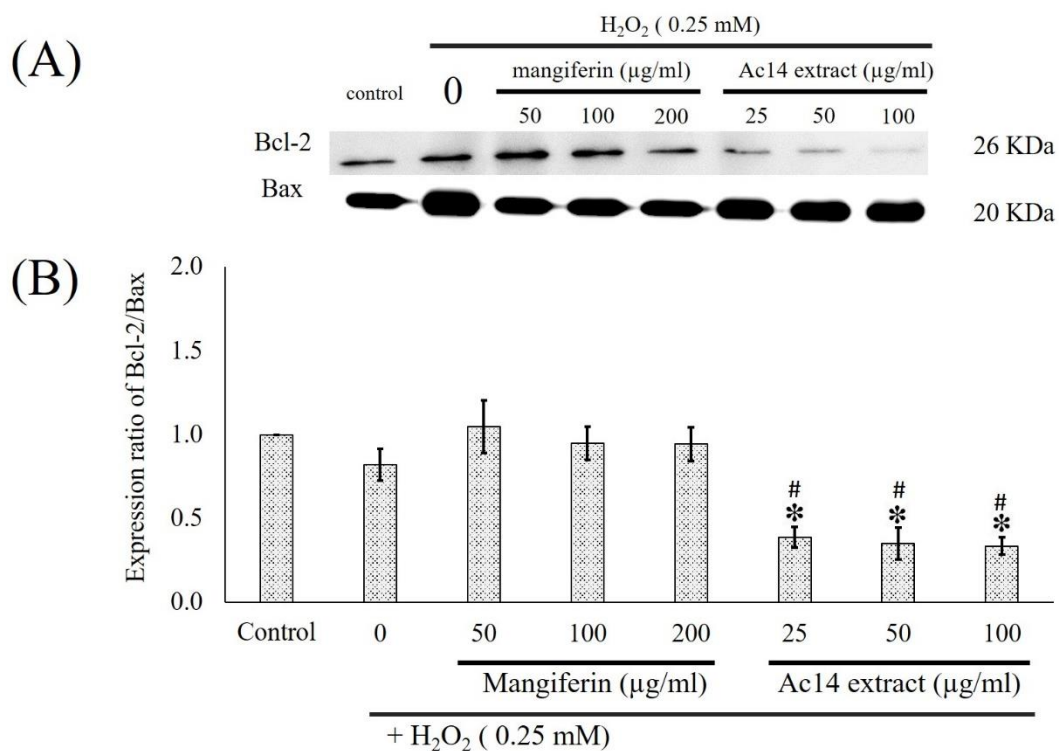 (A)
H₂O₂ ( 0.25 mM)
mangiferin (µg/ml) Ac14 extract (µg/ml)
control 0 50 100 200 25 50 100
Bcl-2 26 KDa
Bax 20 KDa
(B)
Expression ratio of Bcl-2/Bax
2.0
1.5
1.0
0.5
0.0
# # #
* * *
Control 0 50 100 200 25 50 100
Mangiferin (µg/ml) Ac14 extract (µg/ml)
+ H₂O₂ ( 0.25 mM)